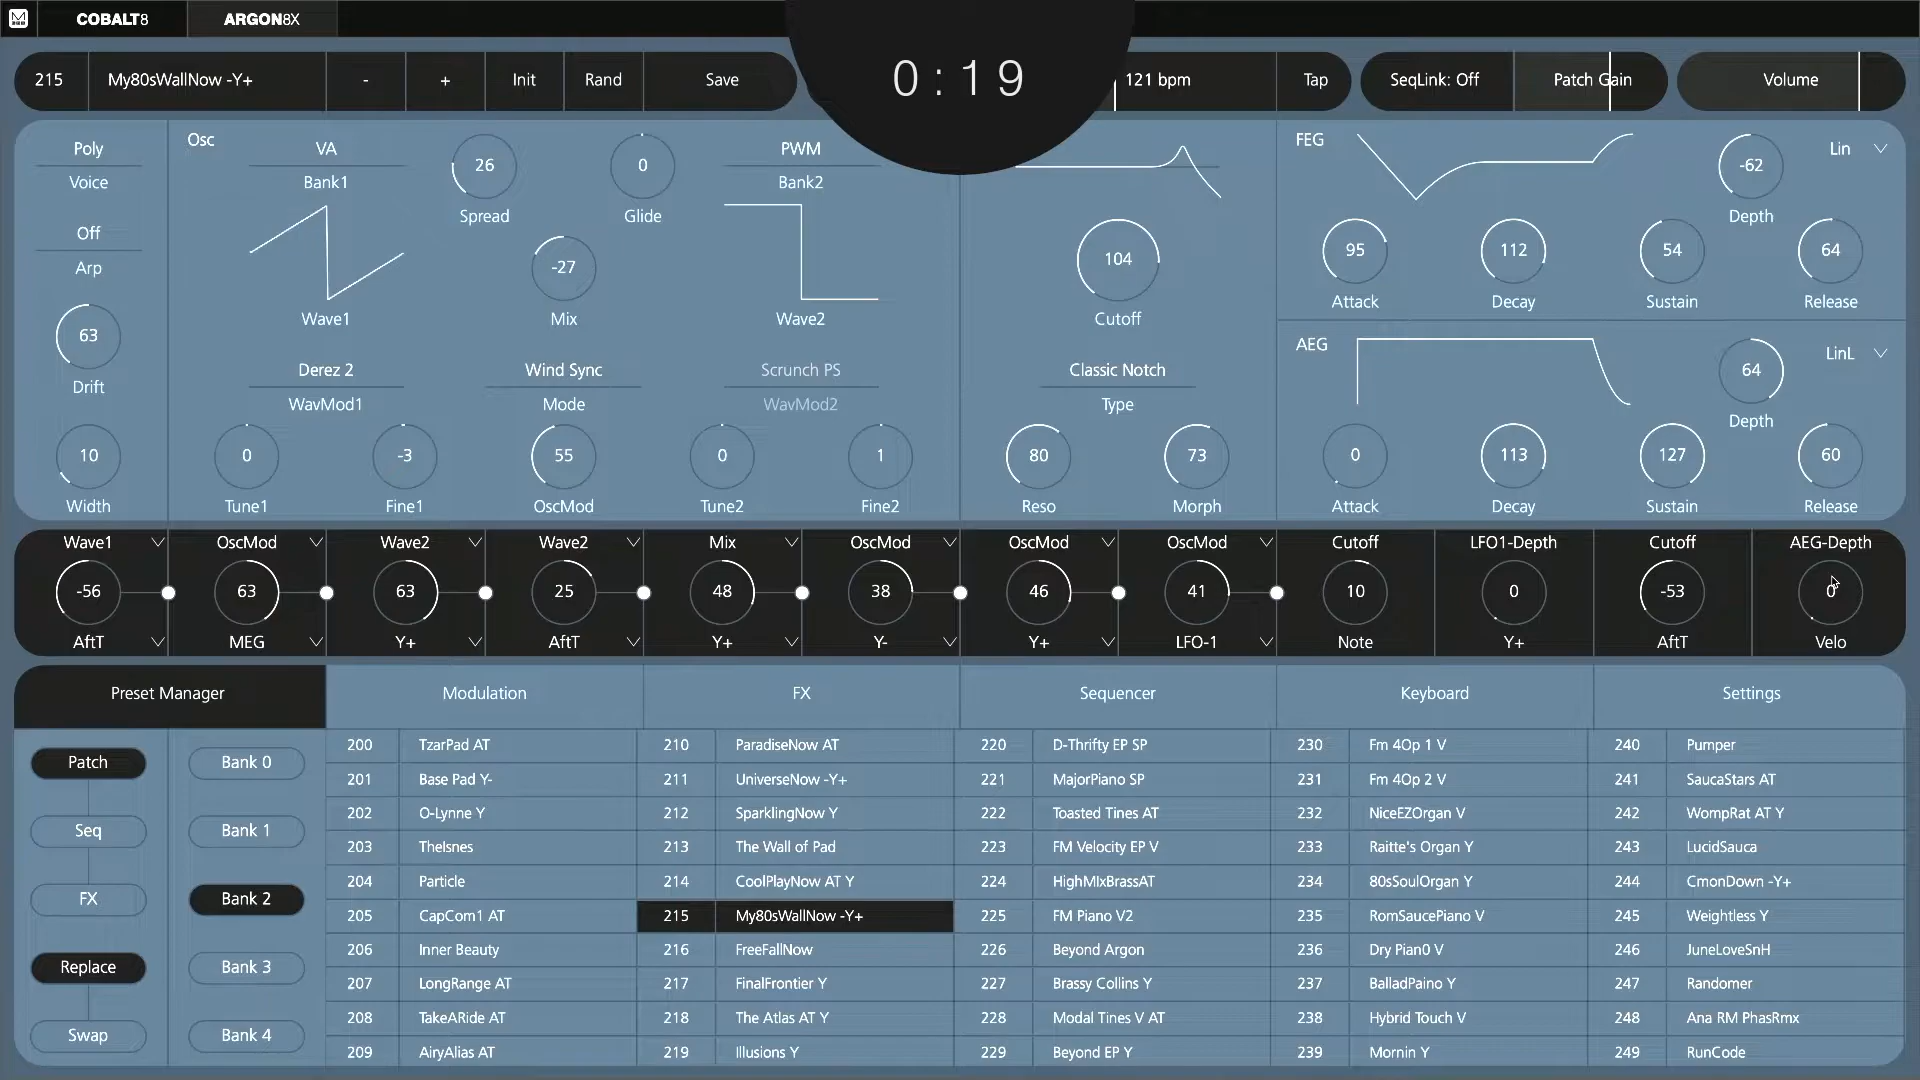 COBALT8 ARGON8X
0:19
215 My80sWallNow -Y+ - + Init Rand Save 121 bpm Tap SeqLink: Off Patch Gain Volume
Poly
Voice
Off
Arp
63
Drift
10
Width
Osc
VA
Bank1
26
Spread
0
Glide
PWM
Bank2
-27
Mix
Wave1
Wave2
Derez 2
WavMod1
Wind Sync
Mode
Scrunch PS
WavMod2
0
Tune1
-3
Fine1
55
OscMod
0
Tune2
1
Fine2
104
Cutoff
Classic Notch
Type
80
Reso
73
Morph
FEG
-62
Depth
Lin
95
Attack
112
Decay
54
Sustain
64
Release
AEG
64
Depth
LinL
0
Attack
113
Decay
127
Sustain
60
Release
Wave1 OscMod Wave2 Wave2 Mix OscMod OscMod OscMod Cutoff LFO1-Depth Cutoff AEG-Depth
-56 63 63 25 48 38 46 41 10 0 -53 0
AftT MEG Y+ AftT Y+ Y- Y+ LFO-1 Note Y+ AftT Velo
Preset Manager Modulation FX Sequencer Keyboard Settings
Patch
Seq
FX
Replace
Swap
Bank 0
Bank 1
Bank 2
Bank 3
Bank 4
200 TzarPad AT
201 Base Pad Y-
202 O-Lynne Y
203 TheIsnes
204 Particle
205 CapCom1 AT
206 Inner Beauty
207 LongRange AT
208 TakeARide AT
209 AiryAlias AT
210 ParadiseNow AT
211 UniverseNow -Y+
212 SparklingNow Y
213 The Wall of Pad
214 CoolPlayNow AT Y
215 My80sWallNow -Y+
216 FreeFallNow
217 FinalFrontier Y
218 The Atlas AT Y
219 Illusions Y
220 D-Thrifty EP SP
221 MajorPiano SP
222 Toasted Tines AT
223 FM Velocity EP V
224 HighMIxBrassAT
225 FM Piano V2
226 Beyond Argon
227 Brassy Collins Y
228 Modal Tines V AT
229 Beyond EP Y
230 Fm 4Op 1 V
231 Fm 4Op 2 V
232 NiceEZOrgan V
233 Raitte's Organ Y
234 80sSoulOrgan Y
235 RomSaucePiano V
236 Dry Pian0 V
237 BalladPaino Y
238 Hybrid Touch V
239 Mornin Y
240 Pumper
241 SaucaStars AT
242 WompRat AT Y
243 LucidSauca
244 CmonDown -Y+
245 Weightless Y
246 JuneLoveSnH
247 Randomer
248 Ana RM PhasRmx
249 RunCode